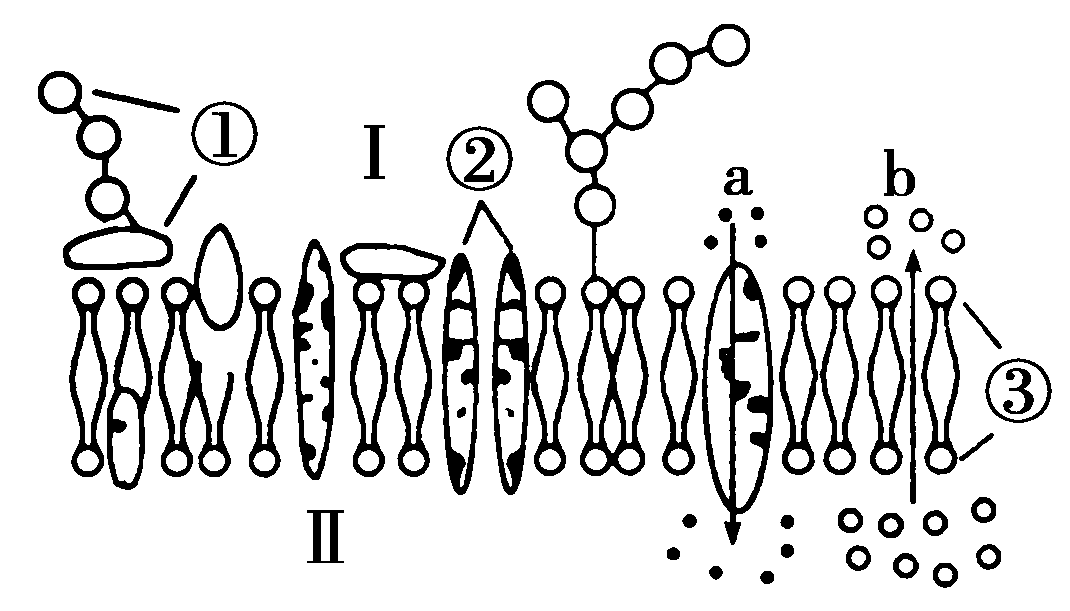 ①
Ⅰ
②
a
b
③
Ⅱ